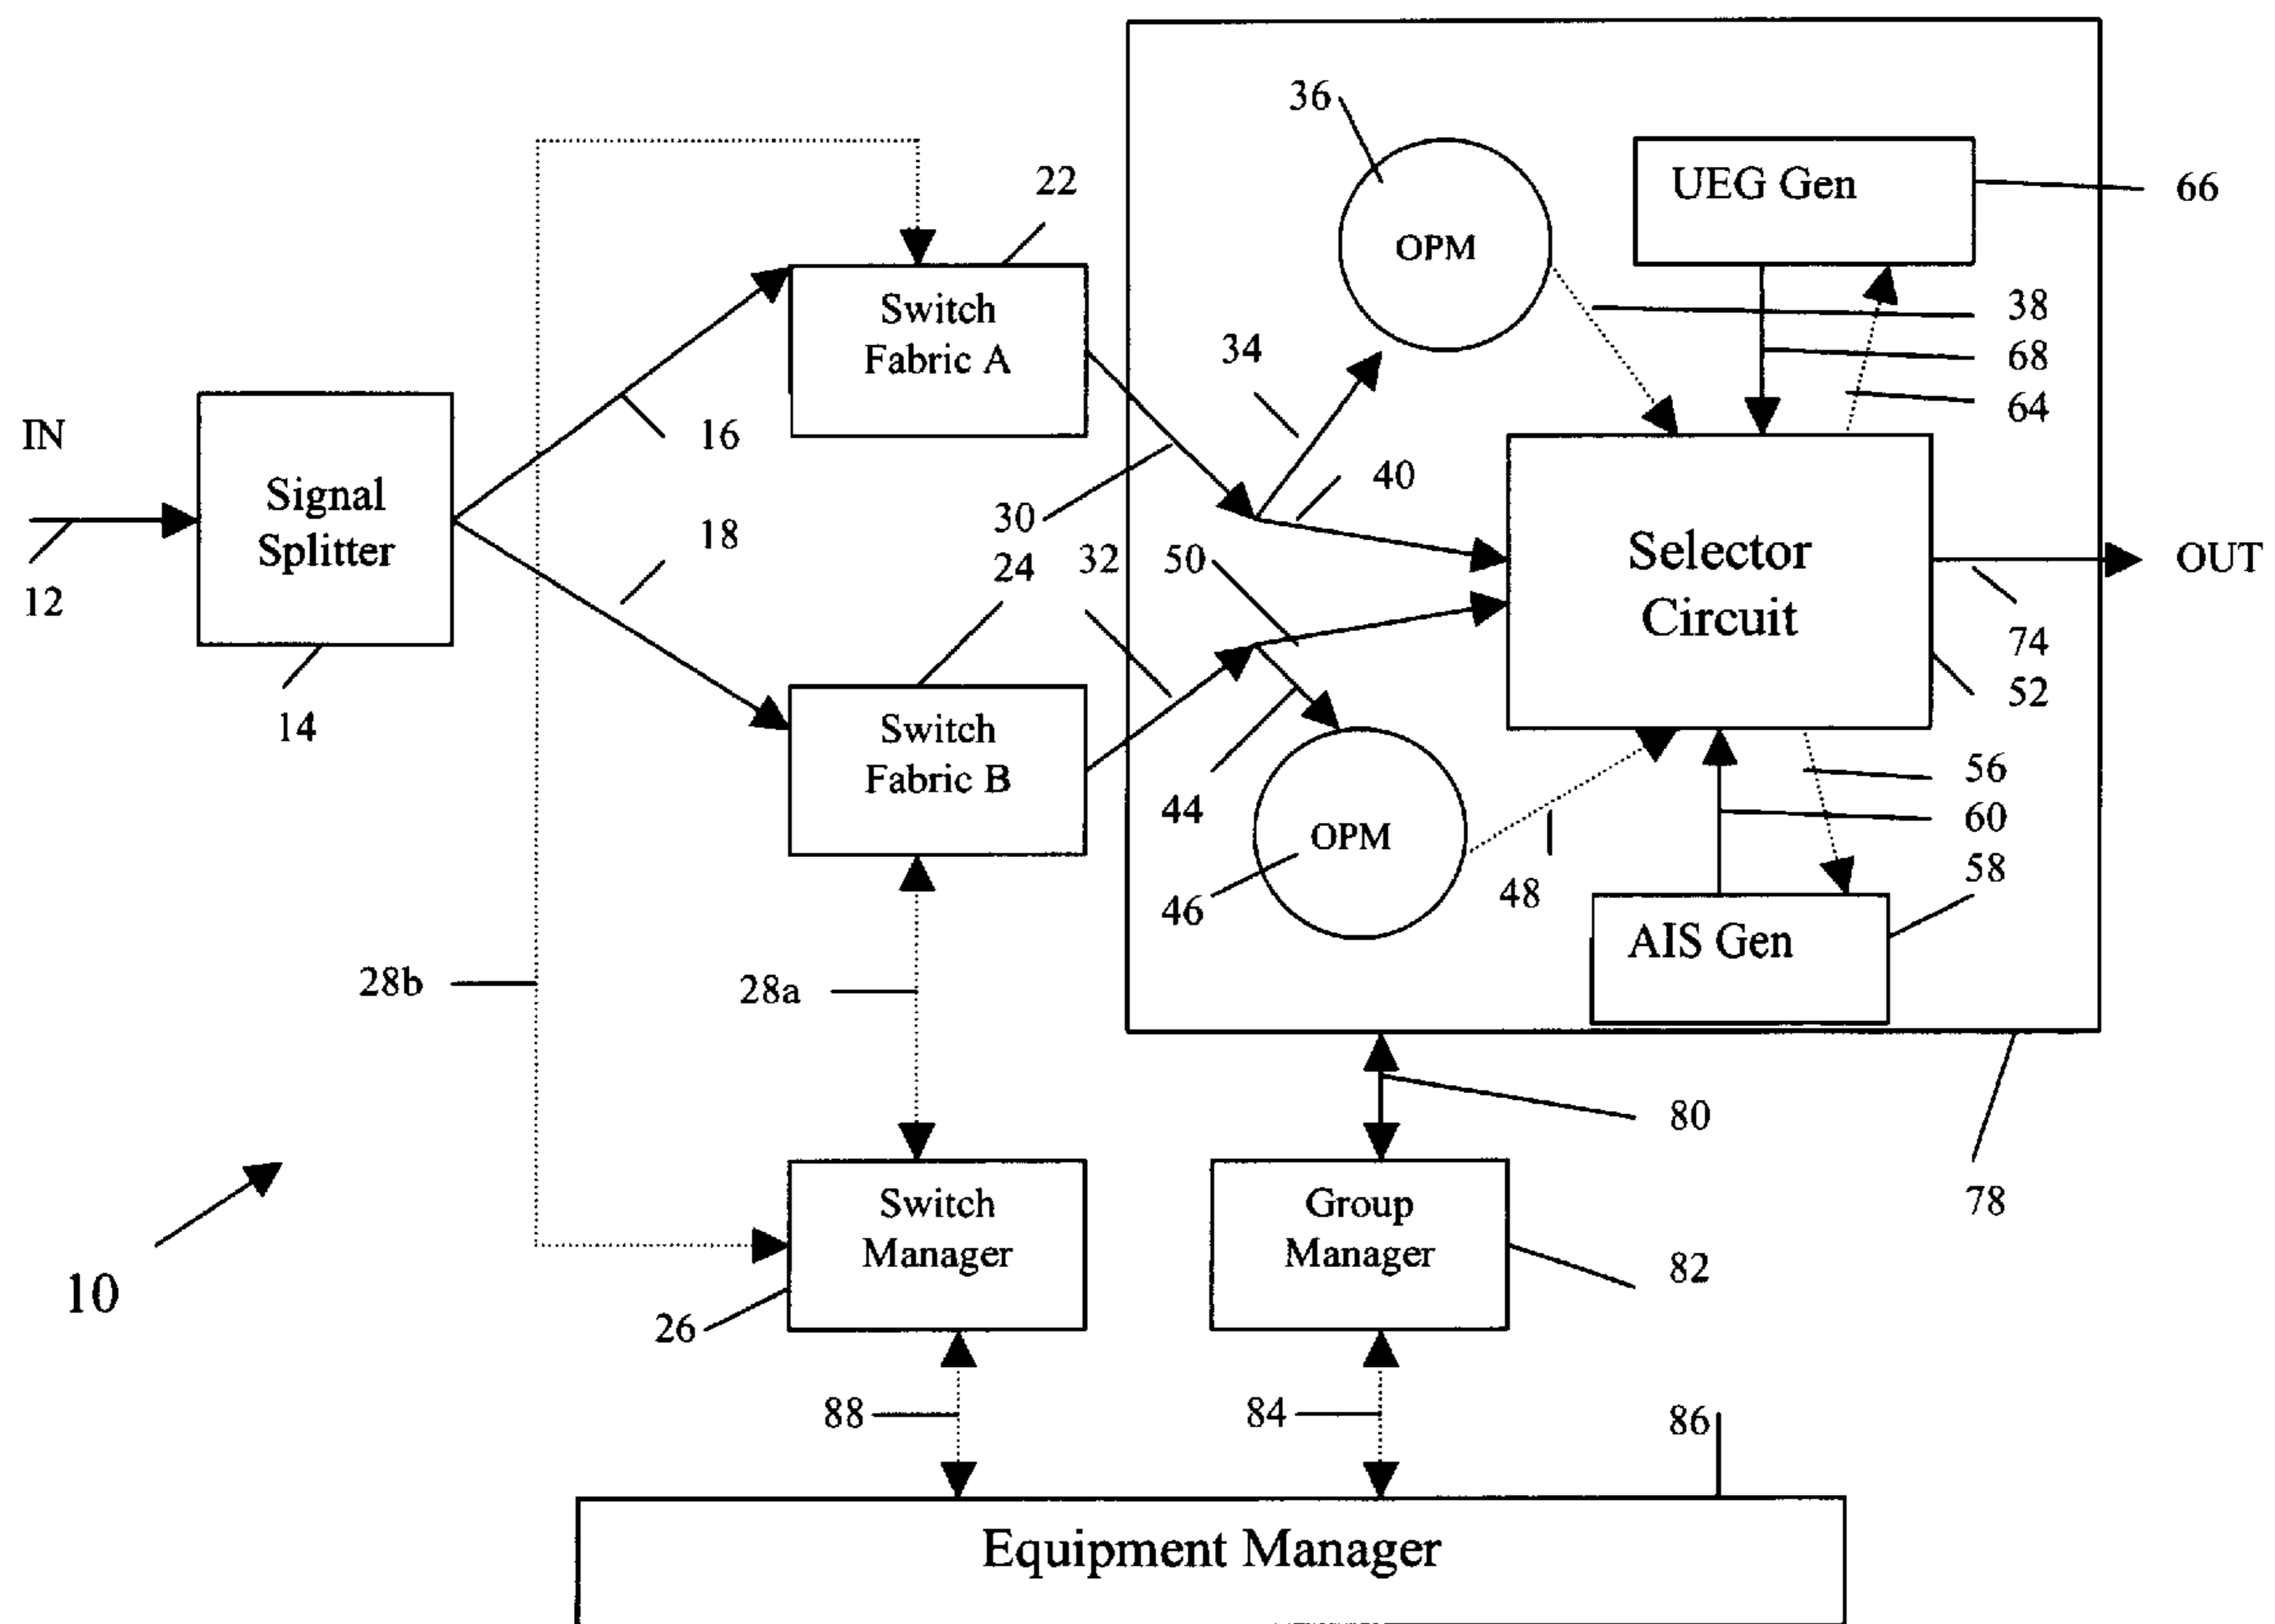 36
UEG Gen
66
22
OPM
38
Switch
Fabric A
34
68
64
IN
16
40
Signal
Splitter
18
30
24
32
50
Selector
Circuit
OUT
12
74
52
14
Switch
Fabric B
44
56
60
OPM
58
46
48
AIS Gen
28b
28a
80
78
Switch
Manager
Group
Manager
82
10
26
88
84
86
Equipment Manager